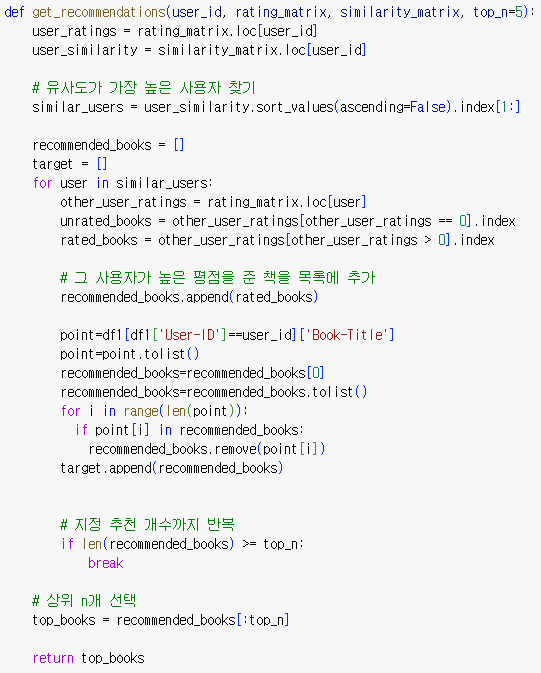 def get_recommendations(user_id, rating_matrix, similarity_matrix, top_n=5):
    user_ratings = rating_matrix.loc[user_id]
    user_similarity = similarity_matrix.loc[user_id]

    # 유사도가 가장 높은 사용자 찾기
    similar_users = user_similarity.sort_values(ascending=False).index[1:]

    recommended_books = []
    target = []
    for user in similar_users:
        other_user_ratings = rating_matrix.loc[user]
        unrated_books = other_user_ratings[other_user_ratings == 0].index
        rated_books = other_user_ratings[other_user_ratings > 0].index

        # 그 사용자가 높은 평점을 준 책을 목록에 추가
        recommended_books.append(rated_books)

        point=df1[df1['User-ID']==user_id]['Book-Title']
        point=point.tolist()
        recommended_books=recommended_books[0]
        recommended_books=recommended_books.tolist()
        for i in range(len(point)):
          if point[i] in recommended_books:
            recommended_books.remove(point[i])
        target.append(recommended_books)


        # 지정 추천 개수까지 반복
        if len(recommended_books) >= top_n:
            break

    # 상위 n개 선택
    top_books = recommended_books[:top_n]

    return top_books